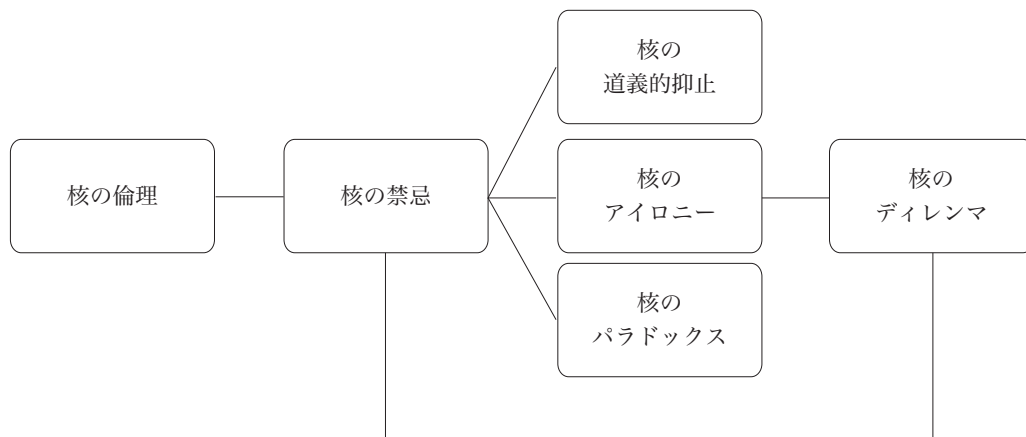 核の
道義的抑止
核の倫理
核の禁忌
核の
アイロニー
核の
ディレンマ
核の
パラドックス